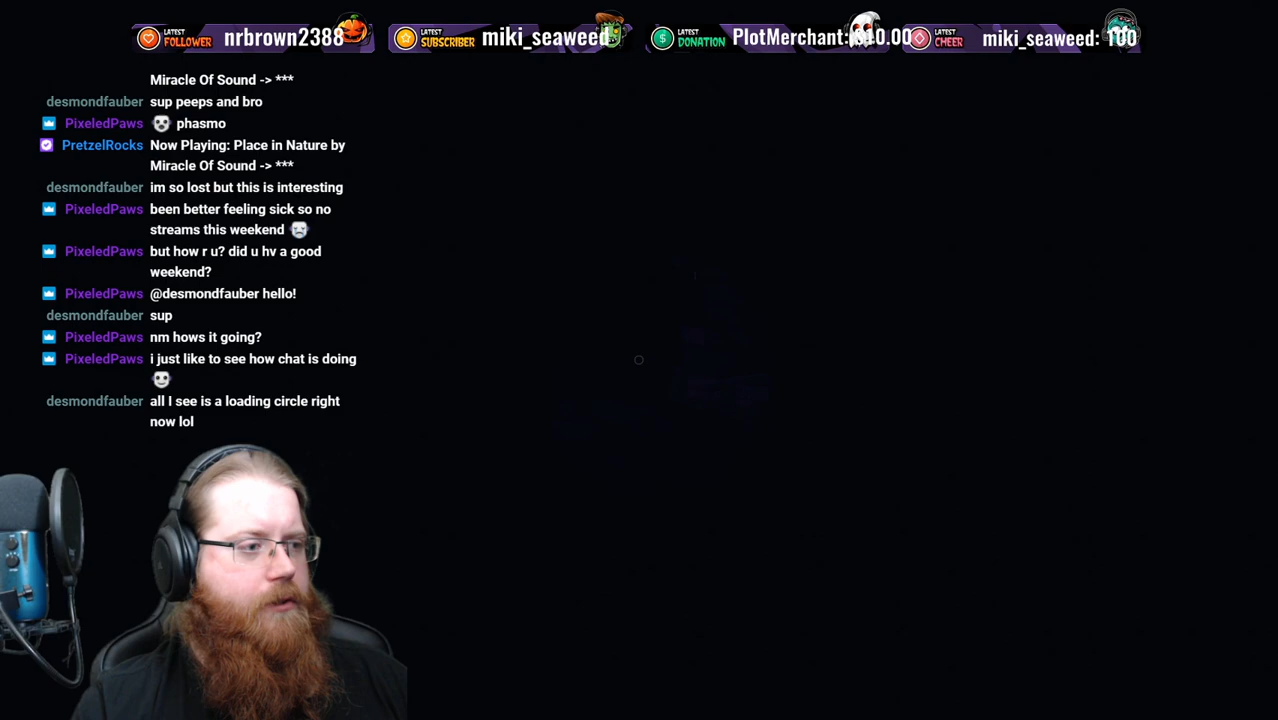 LATEST FOLLOWER nrbrown2388 LATEST SUBSCRIBER miki_seaweed LATEST DONATION PlotMerchant: $10.00 LATEST CHEER miki_seaweed: 100
Miracle Of Sound -> ***
desmondfauber sup peeps and bro
PixeledPaws phasmo
PretzelRocks Now Playing: Place in Nature by
Miracle Of Sound -> ***
desmondfauber im so lost but this is interesting
PixeledPaws been better feeling sick so no
streams this weekend
PixeledPaws but how r u? did u hv a good
weekend?
PixeledPaws @desmondfauber hello!
desmondfauber sup
PixeledPaws nm hows it going?
PixeledPaws i just like to see how chat is doing
desmondfauber all I see is a loading circle right
now lol